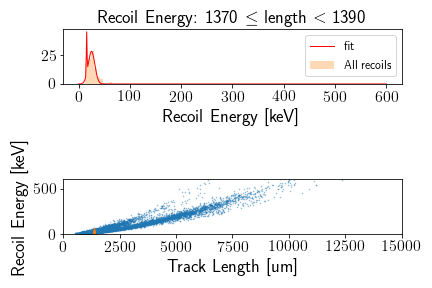 Recoil Energy: 1370 ≤ length < 1390
25
0
fit
All recoils
0 100 200 300 400 500 600
Recoil Energy [keV]
Recoil Energy [keV]
500
0
0 2500 5000 7500 10000 12500 15000
Track Length [um]